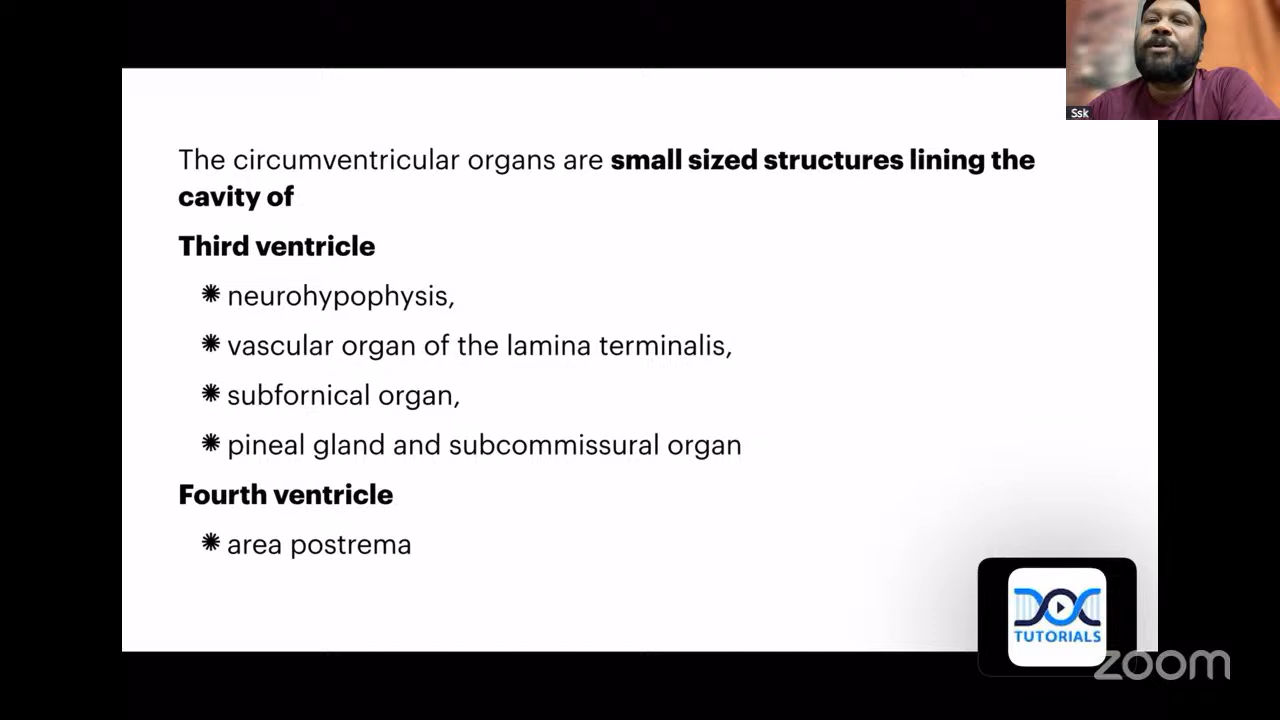 Ssk
The circumventricular organs are small sized structures lining the
cavity of
Third ventricle
✷ neurohypophysis,
✷ vascular organ of the lamina terminalis,
✷ subfornical organ,
✷ pineal gland and subcommissural organ
Fourth ventricle
✷ area postrema
DOC
TUTORIALS
zoom